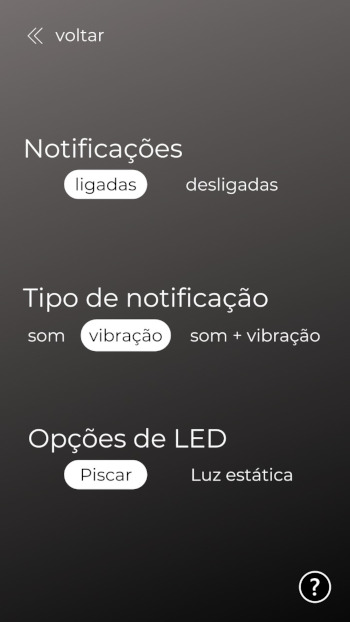 voltar
Notificações
ligadas desligadas
Tipo de notificação
som vibração som + vibração
Opções de LED
Piscar Luz estática
?